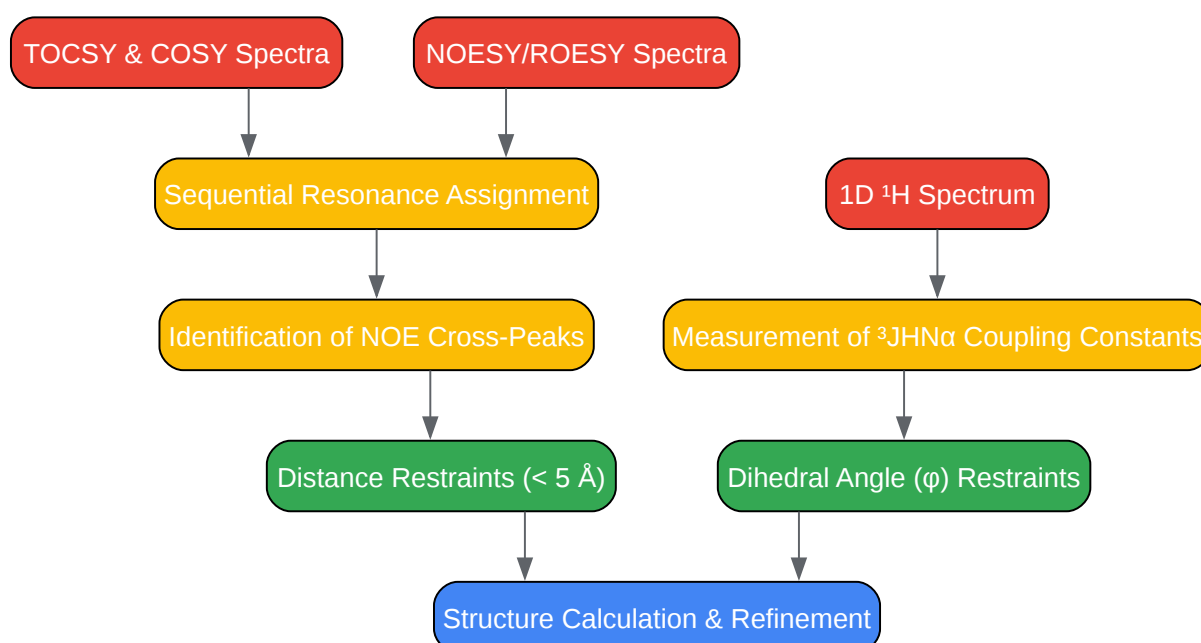 TOCSY & COSY Spectra
NOESY/ROESY Spectra
Sequential Resonance Assignment
1D ¹H Spectrum
Identification of NOE Cross-Peaks
Measurement of ³JHNα Coupling Constants
Distance Restraints (< 5 Å)
Dihedral Angle (φ) Restraints
Structure Calculation & Refinement